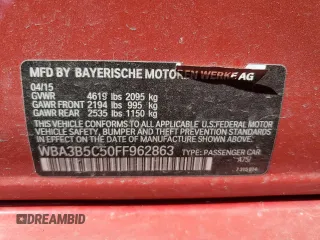 MFD BY BAYERISCHE MOTOREN WERKE AG
04/15
GVWR 4619 lbs 2095 kg
GAWR FRONT 2194 lbs 995 kg
GAWR REAR 2535 lbs 1150 kg
THIS VEHICLE CONFORMS TO ALL APPLICABLE U.S.FEDERAL MOTOR
VEHICLE SAFETY, BUMPER AND THEFT PREVENTION STANDARDS
IN EFFECT ON THE DATE OF MANUFACTURE SHOWN ABOVE.
WBA3B5C50FF962863 TYPE: PASSENGER CAR
A75/
DREAMBID